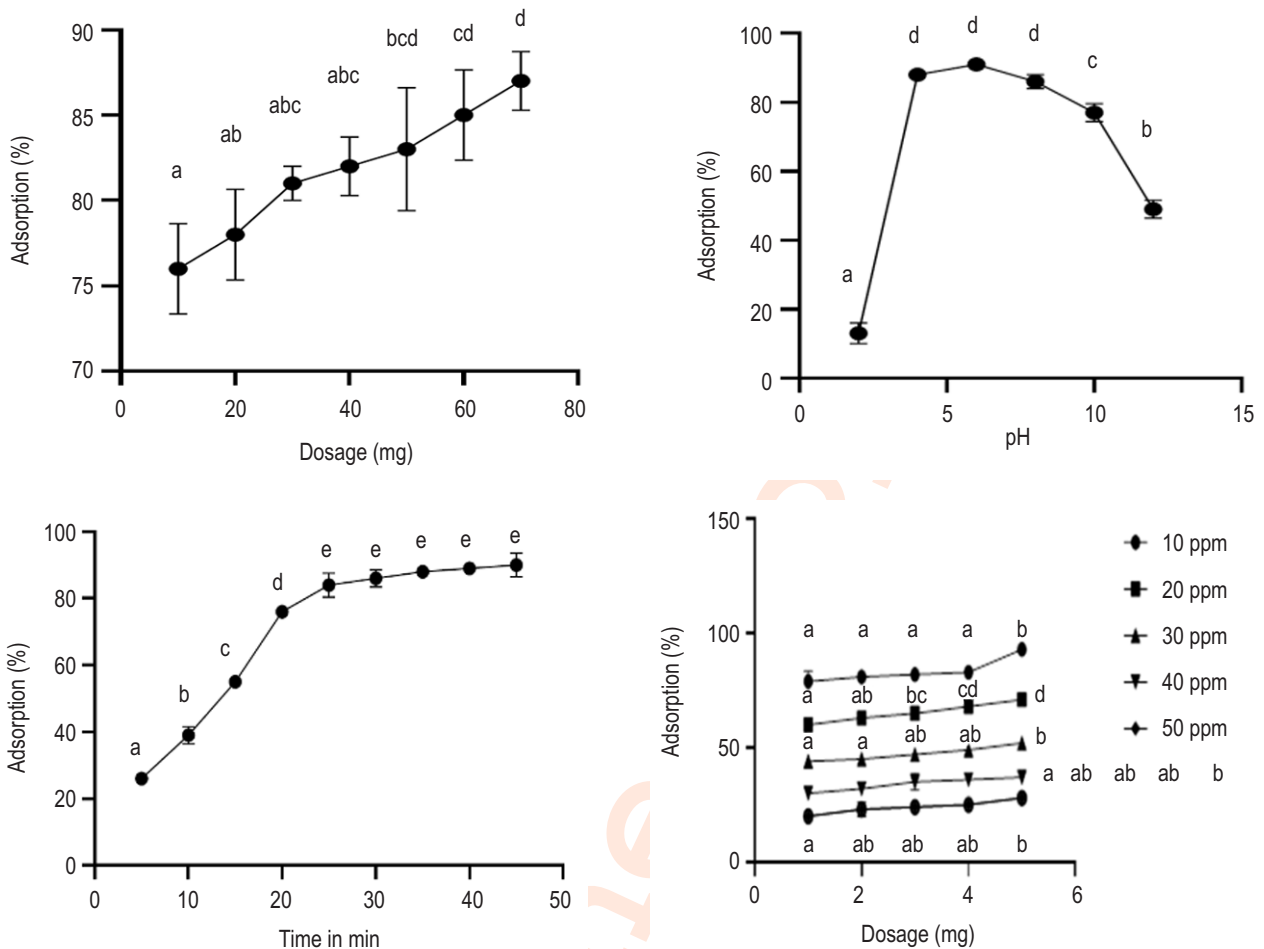 90
85
80
75
70
a
ab
abc
abc
bcd
cd
d
Adsorption (%)
0 20 40 60 80
Dosage (mg)
100
80
60
40
20
0
a
d
d
d
c
b
Adsorption (%)
0 5 10 15
pH
100
80
60
40
20
0
a
b
c
d
e
e
e
e
e
Adsorption (%)
0 10 20 30 40 50
Time in min
150
100
50
0
Adsorption (%)
a a a a b
a ab bc cd d
a a ab ab b
a ab ab ab b
a ab ab ab b
0 2 4 6
Dosage (mg)
10 ppm
20 ppm
30 ppm
40 ppm
50 ppm